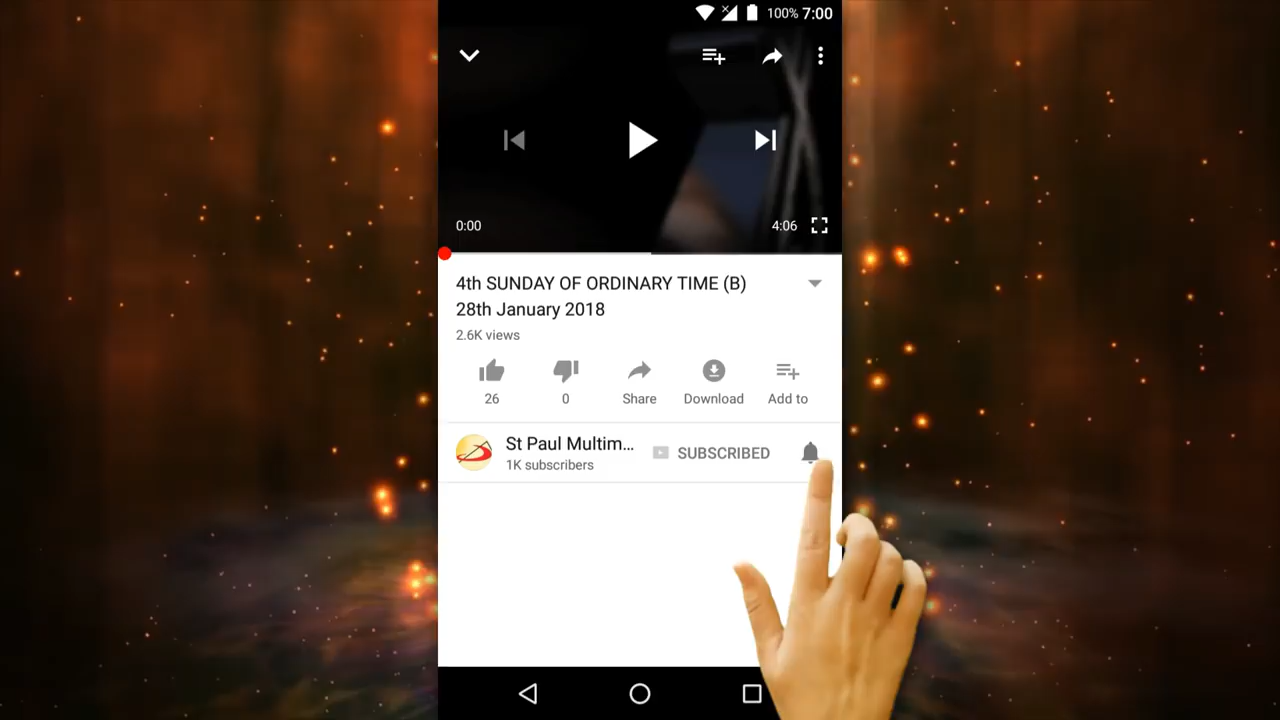 100% 7:00
0:00
4:06
4th SUNDAY OF ORDINARY TIME (B)
28th January 2018
2.6K views
26
0
Share
Download
Add to
St Paul Multim...
SUBSCRIBED
1K subscribers